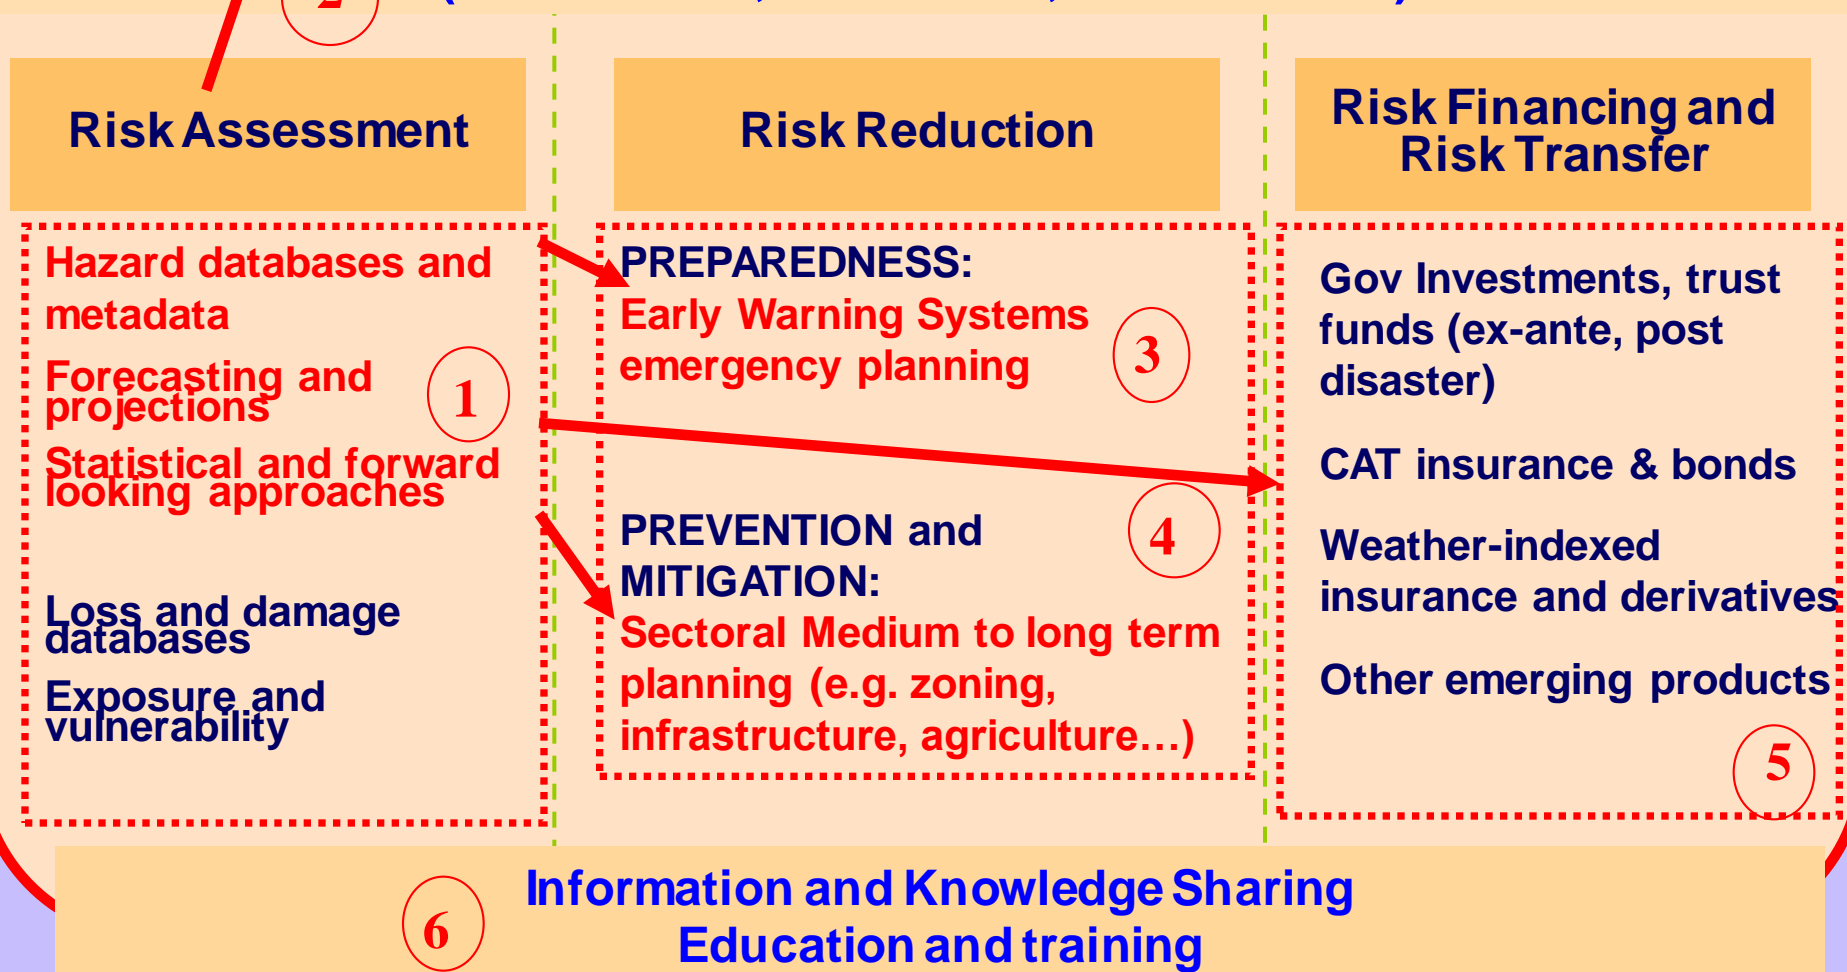 2
Risk Assessment
Risk Reduction
Risk Financing and
Risk Transfer
Hazard databases and
metadata
Forecasting and
projections
1
Statistical and forward
looking approaches
Loss and damage
databases
Exposure and
vulnerability
PREPAREDNESS:
Early Warning Systems
emergency planning
3
PREVENTION and
MITIGATION:
4
Sectoral Medium to long term
planning (e.g. zoning,
infrastructure, agriculture…)
Gov Investments, trust
funds (ex-ante, post
disaster)
CAT insurance & bonds
Weather-indexed
insurance and derivatives
Other emerging products
5
6
Information and Knowledge Sharing
Education and training